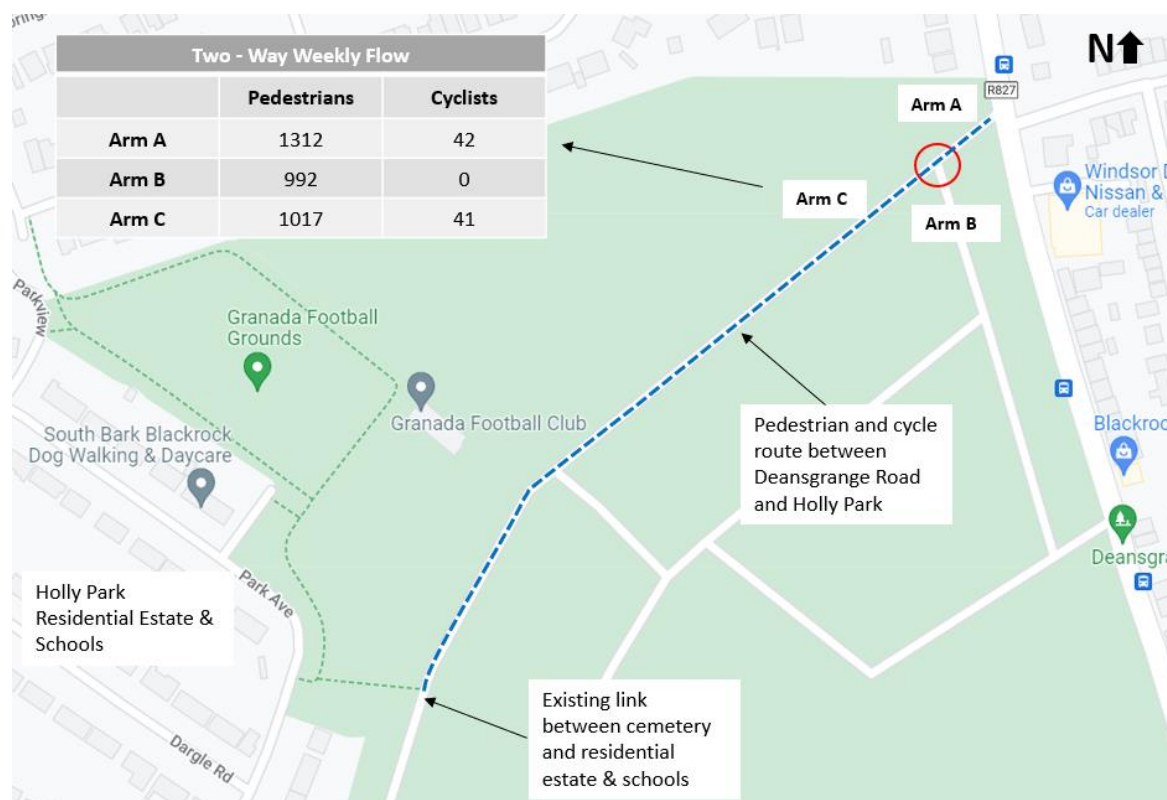 Two - Way Weekly Flow
Pedestrians Cyclists
Arm A 1312 42
Arm B 992 0
Arm C 1017 41
N
R827
Arm A
Arm C
Arm B
Windsor
Nissan &
Car dealer
Parkview
Granada Football
Grounds
Granada Football Club
South Bark Blackrock
Dog Walking & Daycare
Pedestrian and cycle
route between
Deansgrange Road
and Holly Park
Blackroc
Deansgra
Park Ave
Holly Park
Residential Estate &
Schools
Existing link
between cemetery
and residential
estate & schools
Dargle Rd